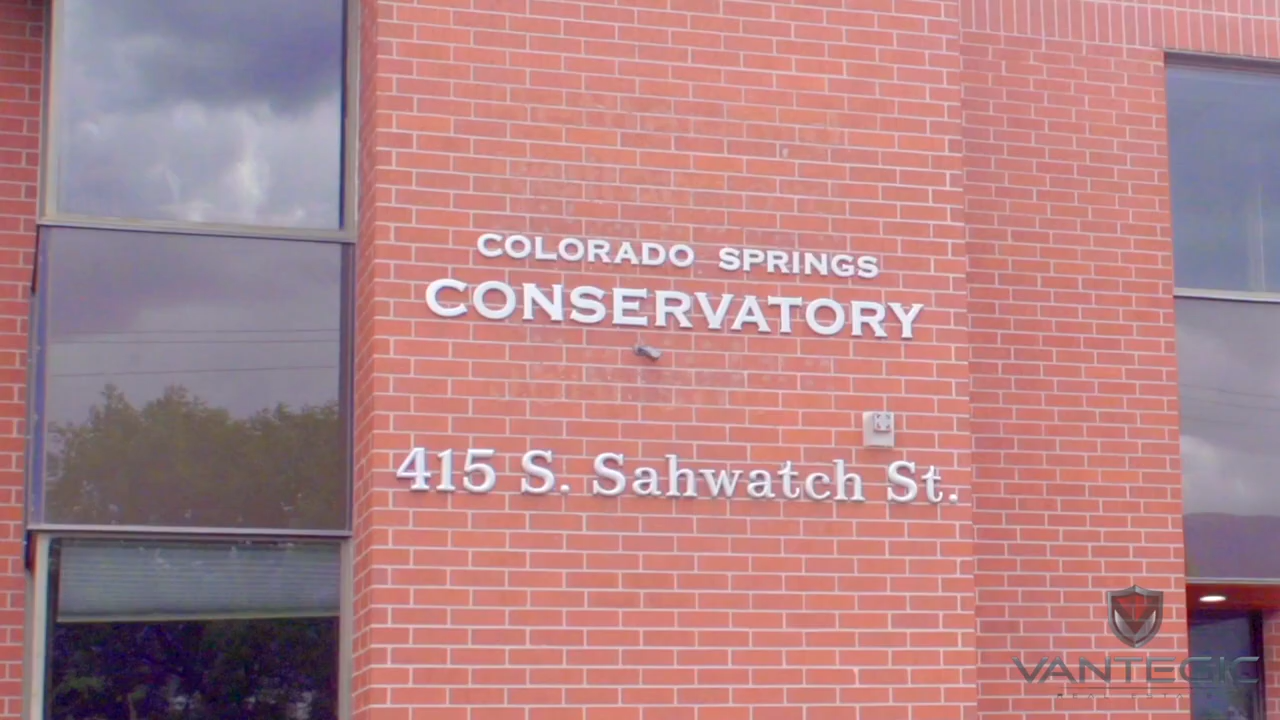 COLORADO SPRINGS
CONSERVATORY
415 S. Sahwatch St.
VANTEGIC